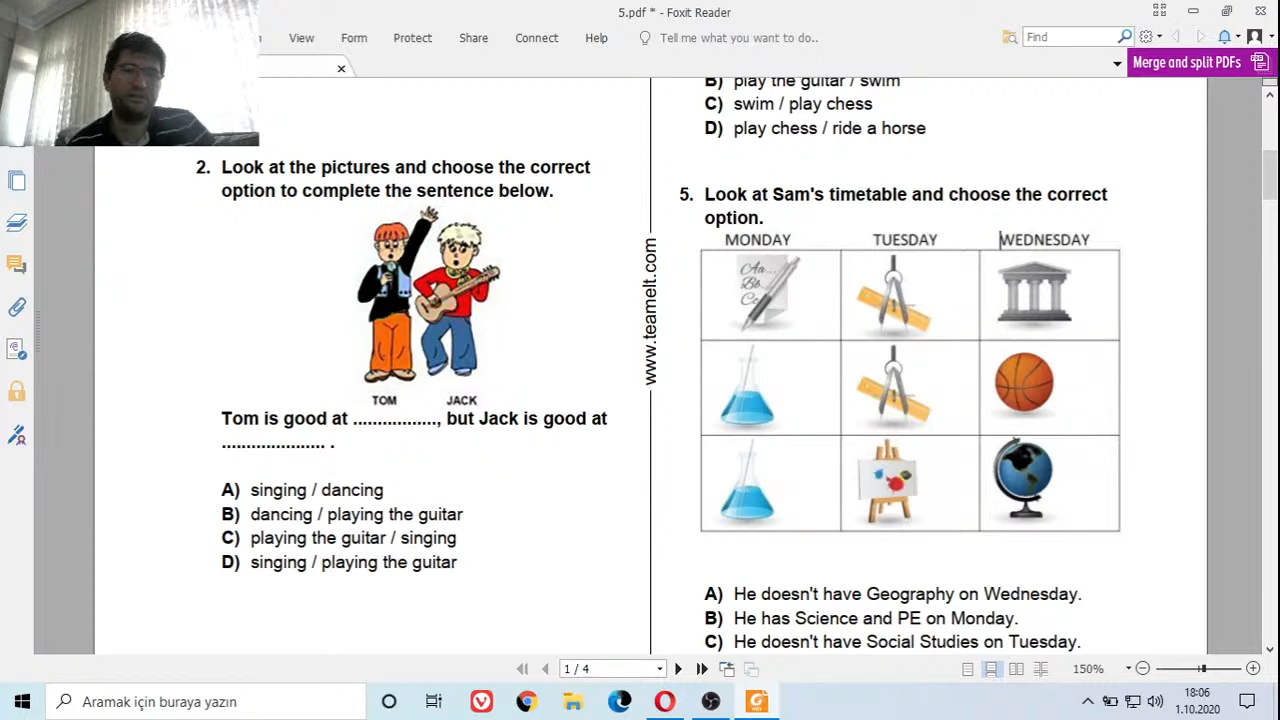 5.pdf * - Foxit Reader
View Form Protect Share Connect Help Tell me what you want to do.. Find
Merge and split PDFs
2. Look at the pictures and choose the correct
option to complete the sentence below.
TOM JACK
Tom is good at ................., but Jack is good at
..................... .
A) singing / dancing
B) dancing / playing the guitar
C) playing the guitar / singing
D) singing / playing the guitar
www.teamelt.com
B) play the guitar / swim
C) swim / play chess
D) play chess / ride a horse
5. Look at Sam's timetable and choose the correct
option.
MONDAY TUESDAY WEDNESDAY
Aa...
Bb..
Cc
A) He doesn't have Geography on Wednesday.
B) He has Science and PE on Monday.
C) He doesn't have Social Studies on Tuesday.
1 / 4
150%
Aramak için buraya yazın
18:06
1.10.2020